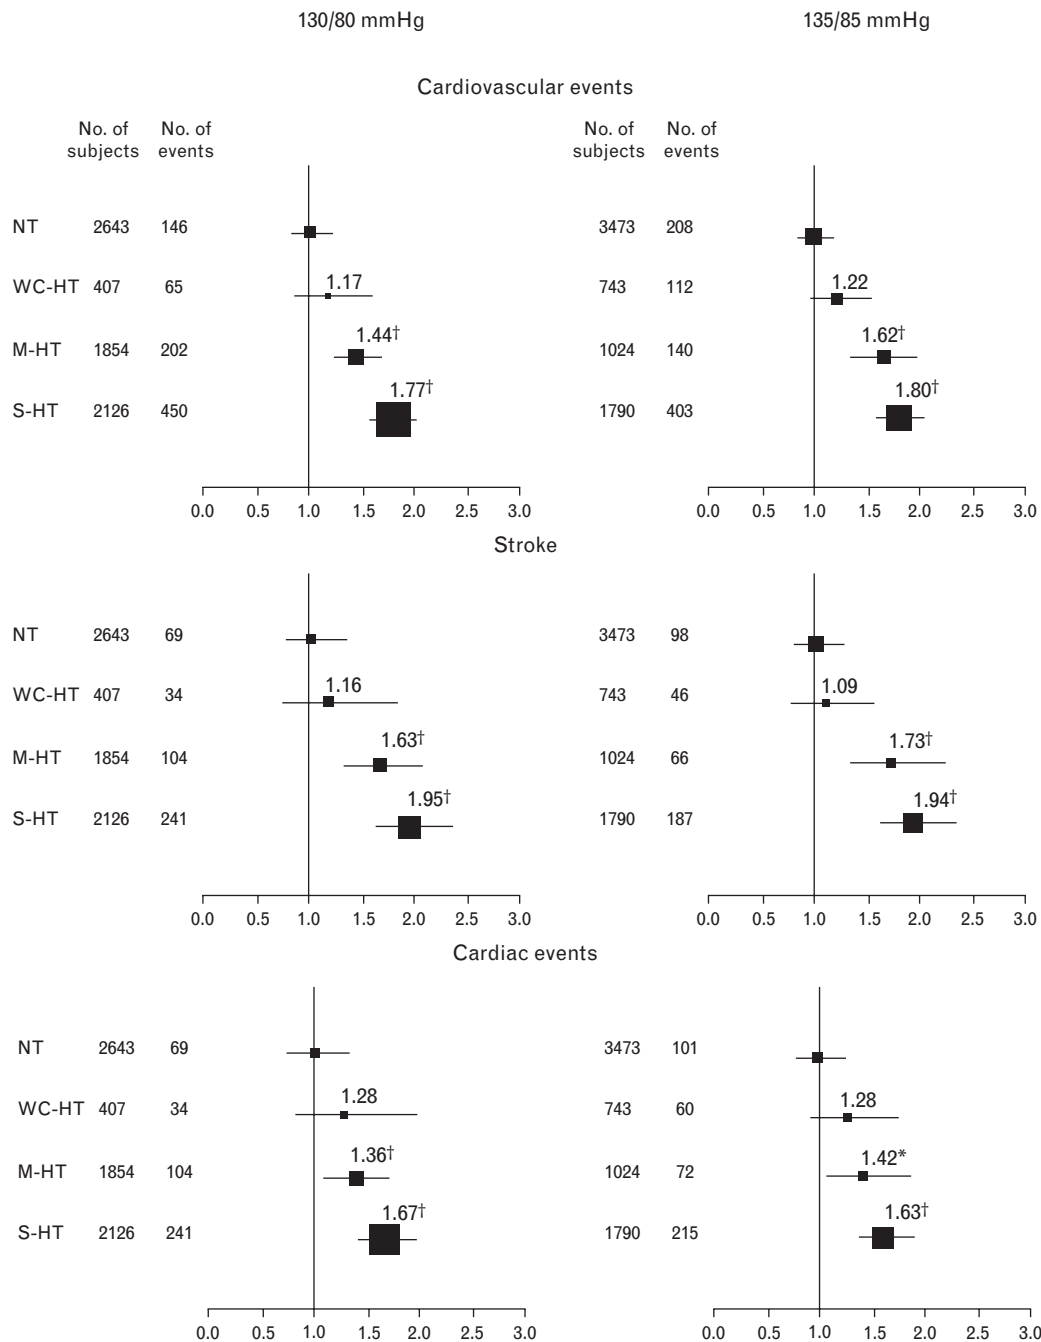 130/80 mmHg 135/85 mmHg
Cardiovascular events
No. of subjects No. of events No. of subjects No. of events
NT 2643 146 3473 208
WC-HT 407 65 1.17 743 112 1.22
M-HT 1854 202 1.44† 1024 140 1.62†
S-HT 2126 450 1.77† 1790 403 1.80†
0.0 0.5 1.0 1.5 2.0 2.5 3.0 0.0 0.5 1.0 1.5 2.0 2.5 3.0
Stroke
NT 2643 69 3473 98
WC-HT 407 34 1.16 743 46 1.09
M-HT 1854 104 1.63† 1024 66 1.73†
S-HT 2126 241 1.95† 1790 187 1.94†
0.0 0.5 1.0 1.5 2.0 2.5 3.0 0.0 0.5 1.0 1.5 2.0 2.5 3.0
Cardiac events
NT 2643 69 3473 101
WC-HT 407 34 1.28 743 60 1.28
M-HT 1854 104 1.36† 1024 72 1.42*
S-HT 2126 241 1.67† 1790 215 1.63†
0.0 0.5 1.0 1.5 2.0 2.5 3.0 0.0 0.5 1.0 1.5 2.0 2.5 3.0